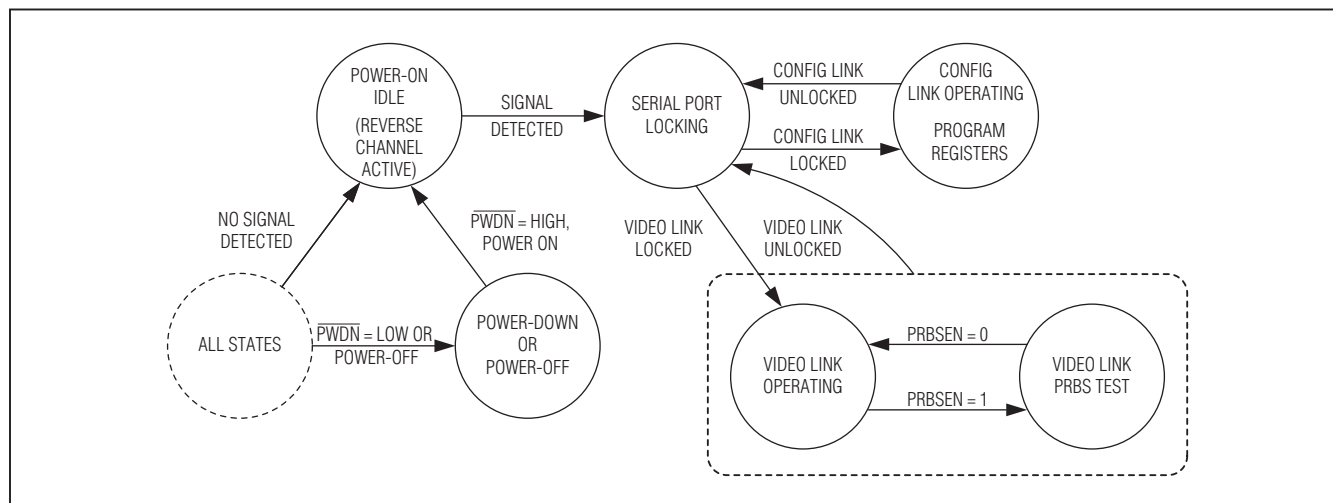 POWER-ON
IDLE
(REVERSE
CHANNEL
ACTIVE)
SIGNAL
DETECTED
SERIAL PORT
LOCKING
CONFIG LINK
UNLOCKED
CONFIG LINK
LOCKED
CONFIG
LINK OPERATING
PROGRAM
REGISTERS
NO SIGNAL
DETECTED
PWDN = HIGH,
POWER ON
VIDEO LINK
LOCKED
VIDEO LINK
UNLOCKED
ALL STATES
PWDN = LOW OR
POWER-OFF
POWER-DOWN
OR
POWER-OFF
VIDEO LINK
OPERATING
PRBSEN = 0
PRBSEN = 1
VIDEO LINK
PRBS TEST